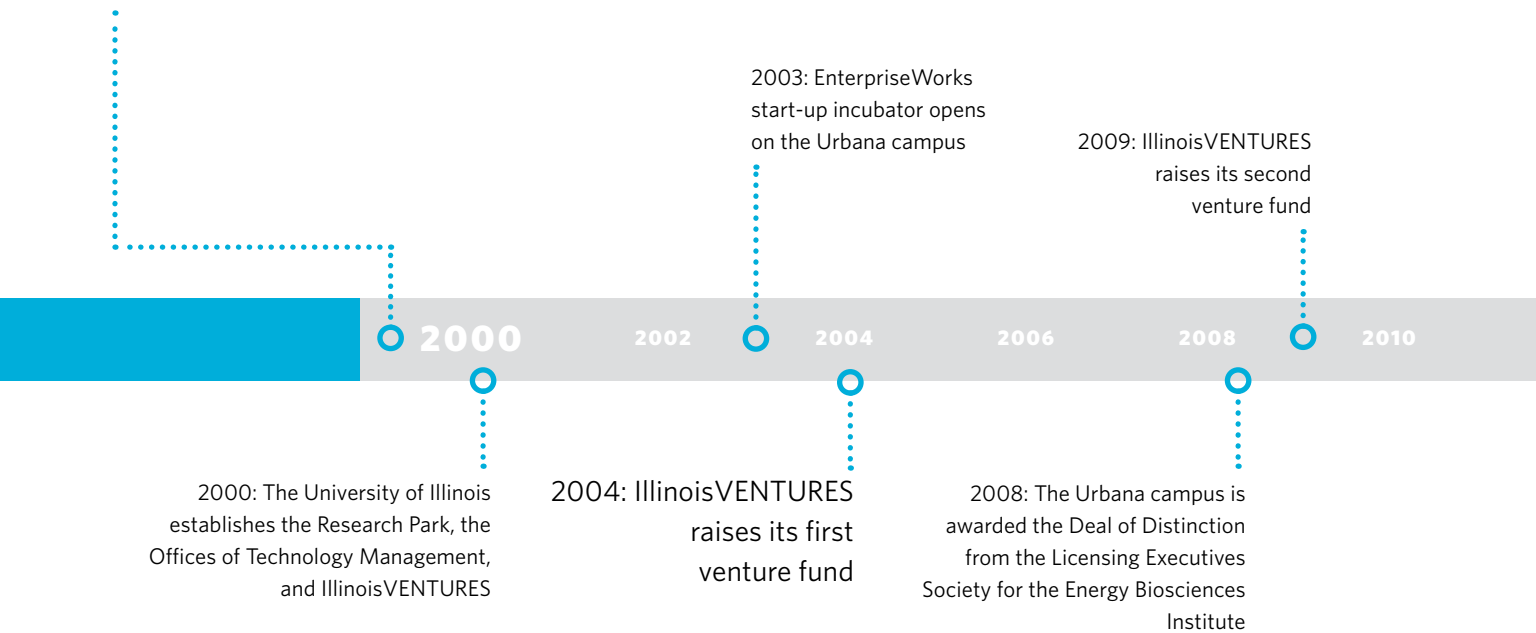 2003: EnterpriseWorks
start-up incubator opens
on the Urbana campus
2009: IllinoisVENTURES
raises its second
venture fund
2000
2002
2004
2006
2008
2010
2000: The University of Illinois
establishes the Research Park, the
Offices of Technology Management,
and IllinoisVENTURES
2004: IllinoisVENTURES
raises its first
venture fund
2008: The Urbana campus is
awarded the Deal of Distinction
from the Licensing Executives
Society for the Energy Biosciences
Institute